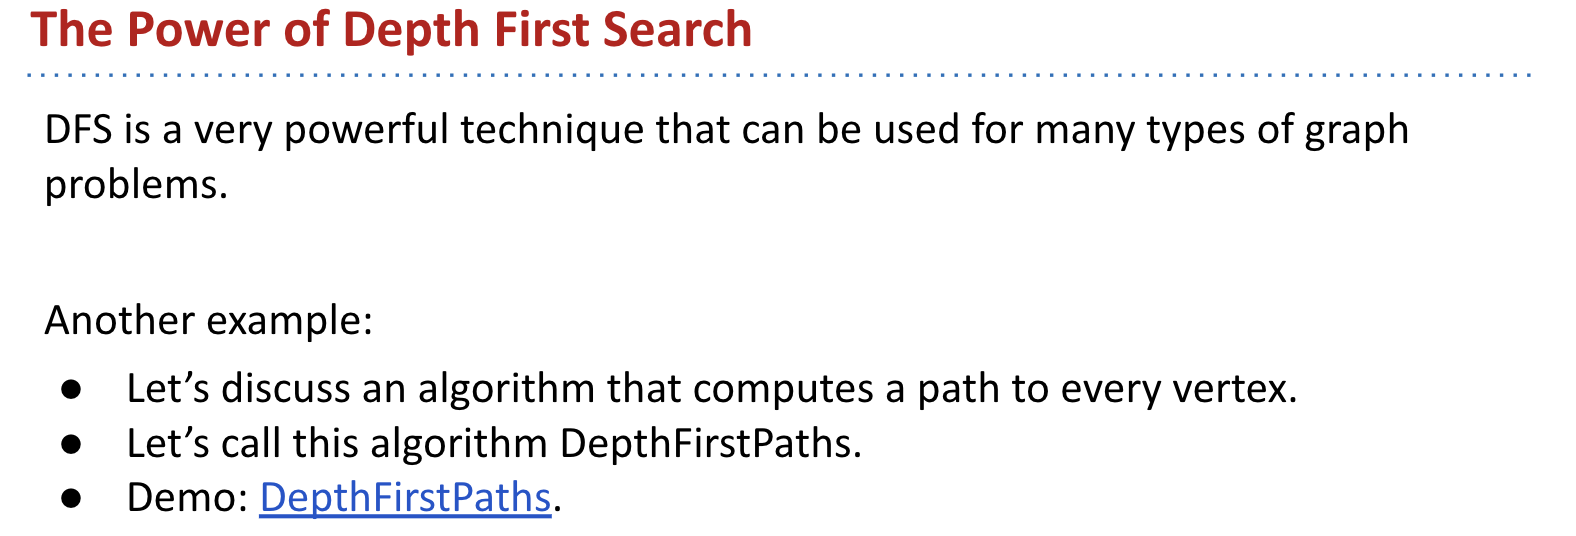 The Power of Depth First Search
DFS is a very powerful technique that can be used for many types of graph
problems.
Another example:
● Let’s discuss an algorithm that computes a path to every vertex.
● Let’s call this algorithm DepthFirstPaths.
● Demo: DepthFirstPaths.